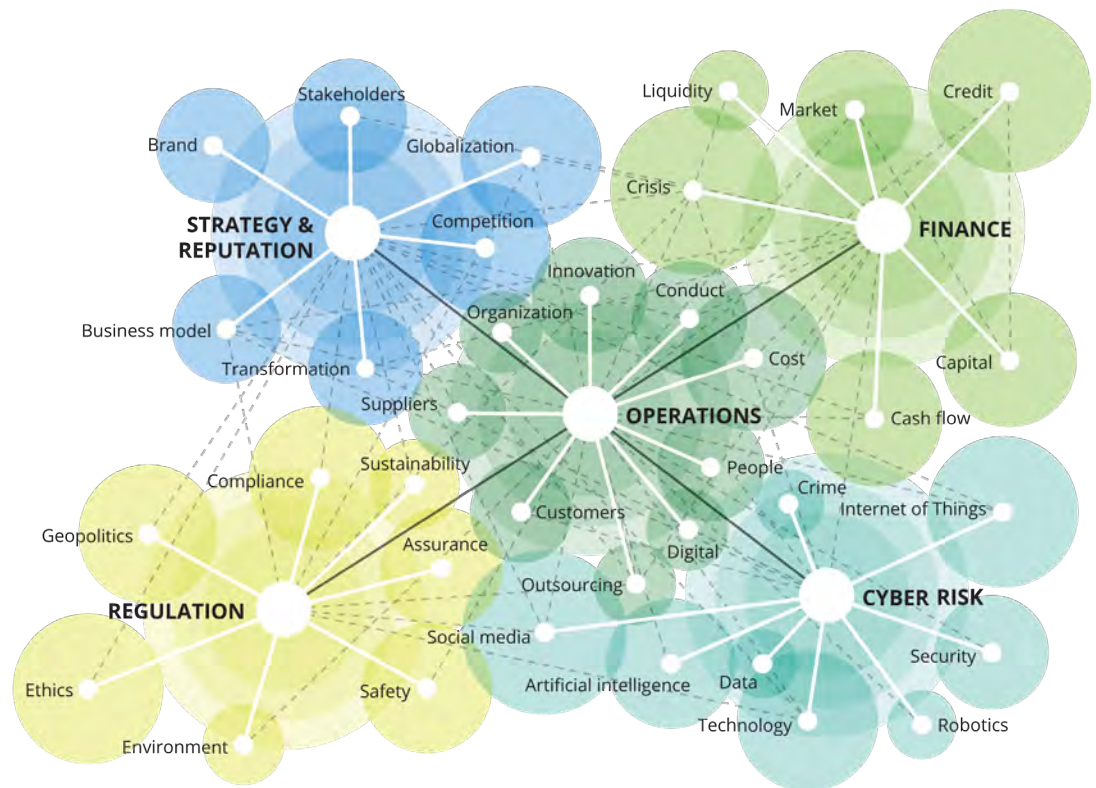 Liquidity
Credit
Stakeholders
Market
Brand
Globalization
Crisis
Competition
STRATEGY &
REPUTATION
FINANCE
Innovation
Conduct
Organization
Business model
Cost
Capital
Transformation
Suppliers
OPERATIONS
Cash flow
Sustainability
People
Compliance
Crime
Internet of Things
Customers
Geopolitics
Assurance
Digital
Outsourcing
CYBER RISK
REGULATION
Social media
Security
Artificial intelligence
Data
Ethics
Safety
Technology
Robotics
Environment